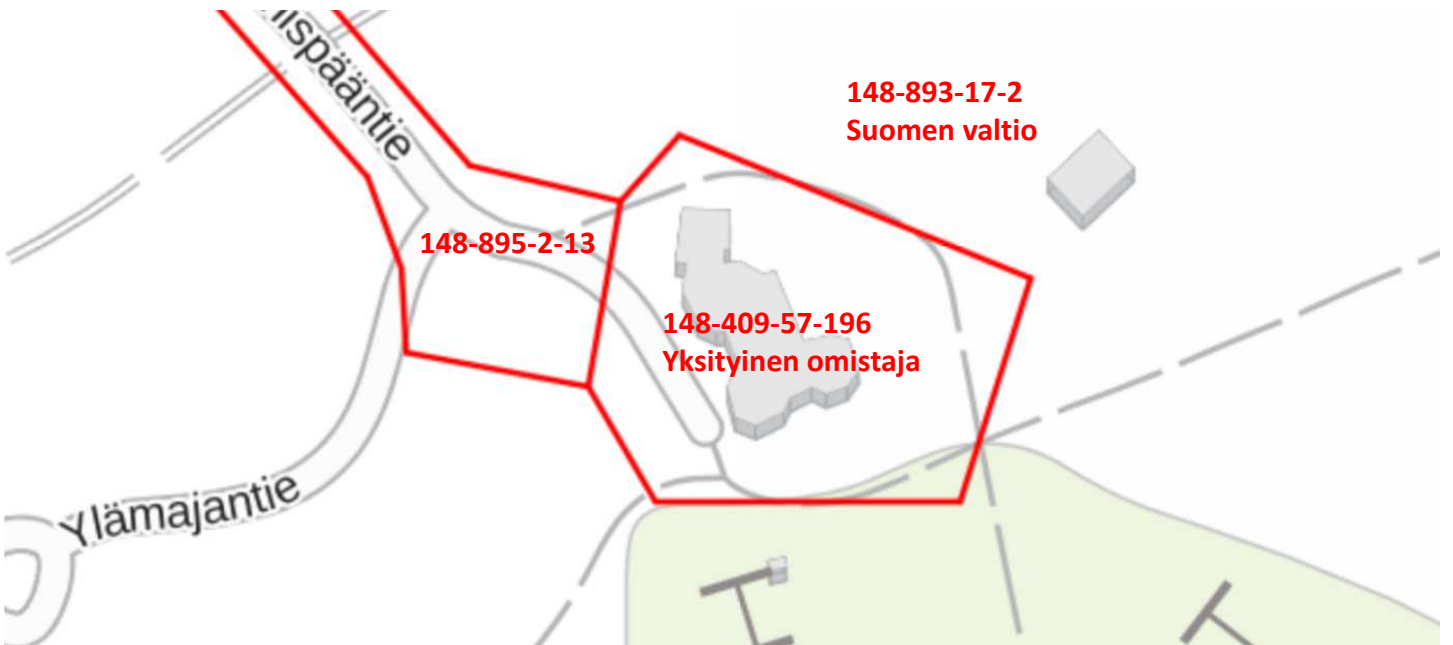 148-893-17-2
Suomen valtio
148-895-2-13
148-409-57-196
Yksityinen omistaja
Ylämajantie